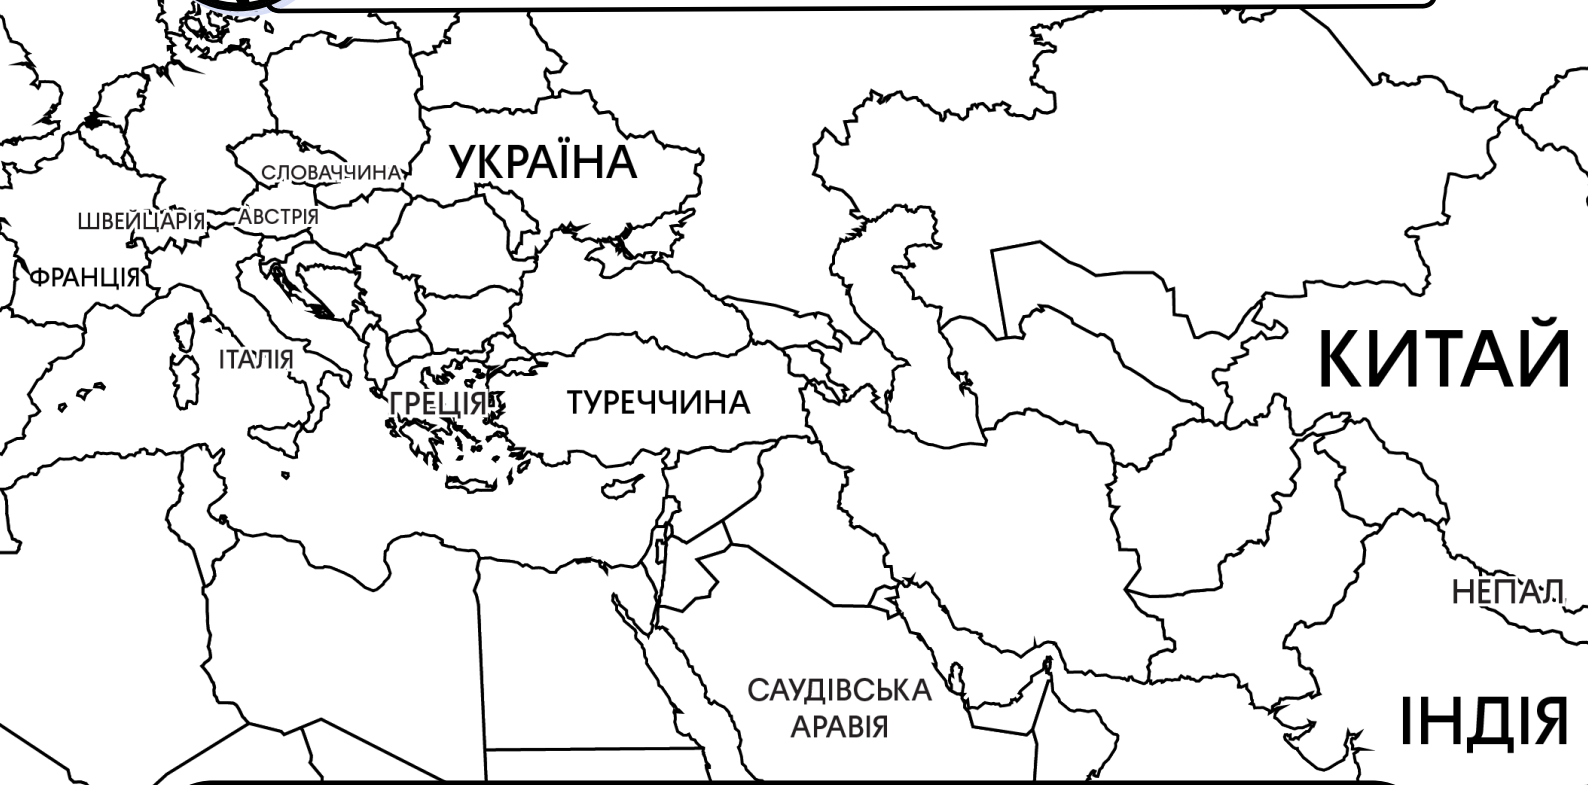 УКРАЇНА
СЛОВАЧЧИНА
ШВЕЙЦАРІЯ
АВСТРІЯ
ФРАНЦІЯ
ІТАЛІЯ
ГРЕЦІЯ
ТУРЕЧЧИНА
КИТАЙ
НЕПАЛ
САУДІВСЬКА
АРАВІЯ
ІНДІЯ